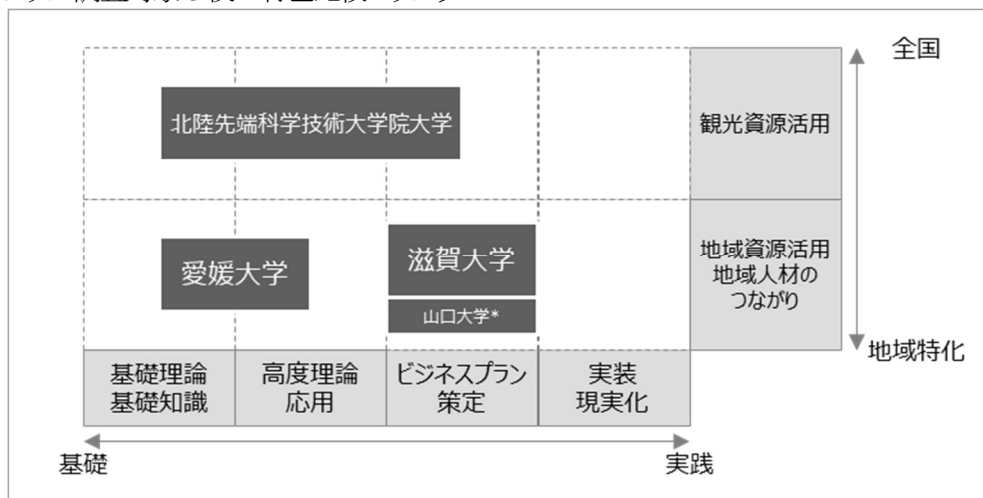 全国
北陸先端科学技術大学院大学
観光資源活用
愛媛大学
滋賀大学
山口大学*
地域資源活用
地域人材の
つながり
地域特化
基礎理論
基礎知識
高度理論
応用
ビジネスプラン
策定
実装
現実化
基礎
実践